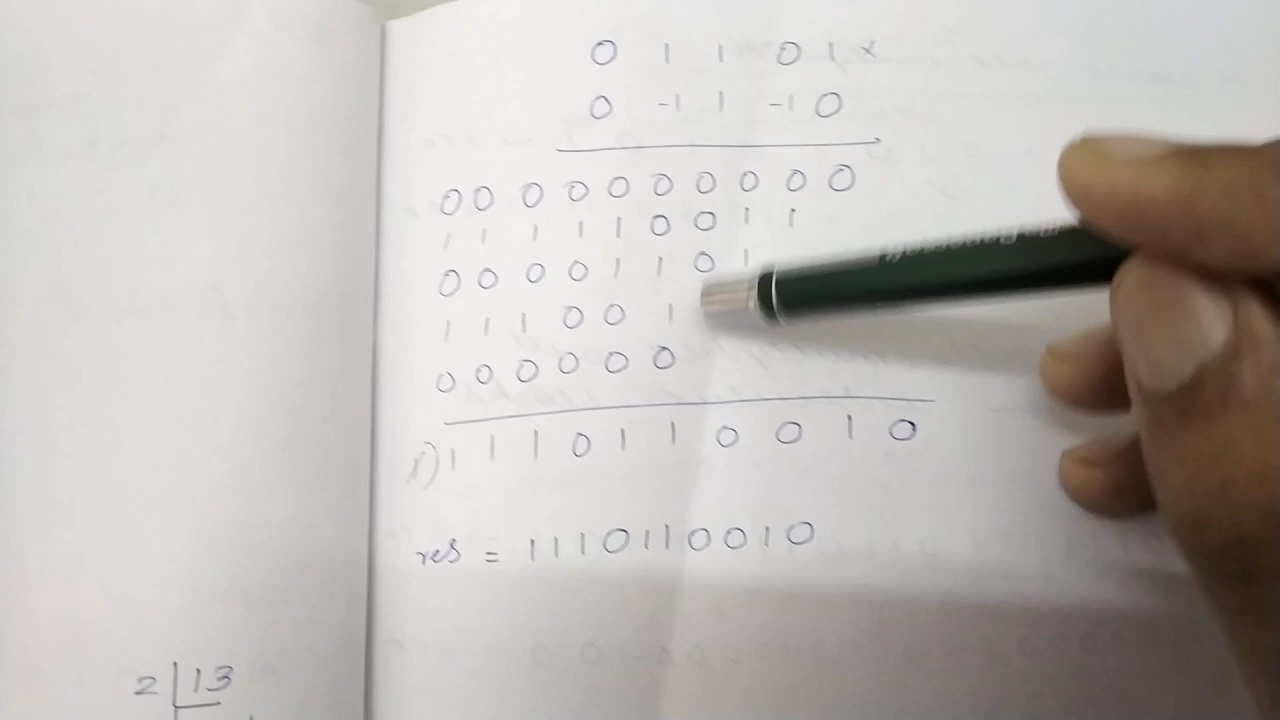 0 1 1 0 1 x
0 -1 1 -1 0
0 0 0 0 0 0 0 0 0 0
1 1 1 1 1 0 0 1 1
0 0 0 0 1 1 0 1
1 1 1 0 0 1
0 0 0 0 0 0
1) 1 1 1 0 1 1 0 0 1 0
res = 1110110010
2 | 13